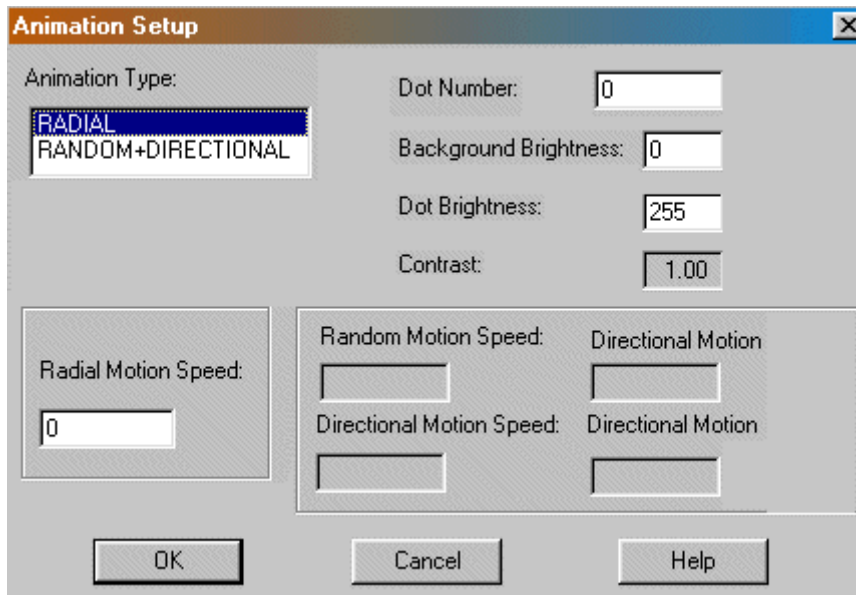 Animation Setup
Animation Type:
RADIAL
RANDOM+DIRECTIONAL
Dot Number:
0
Background Brightness:
0
Dot Brightness:
255
Contrast:
1.00
Radial Motion Speed:
0
Random Motion Speed:
Directional Motion
Directional Motion Speed:
Directional Motion
OK
Cancel
Help